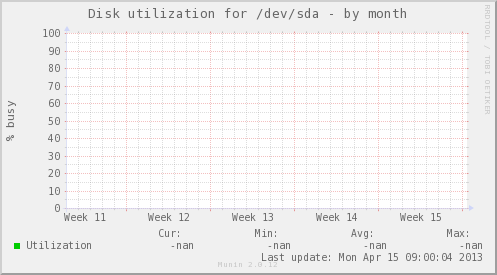 Disk utilization for /dev/sda - by month
RRDTOOL / TOBI OETIKER
% busy
100
90
80
70
60
50
40
30
20
10
0
Week 11 Week 12 Week 13 Week 14 Week 15
Cur: Min: Avg: Max:
Utilization -nan -nan -nan -nan
Last update: Mon Apr 15 09:00:04 2013
Munin 2.0.12